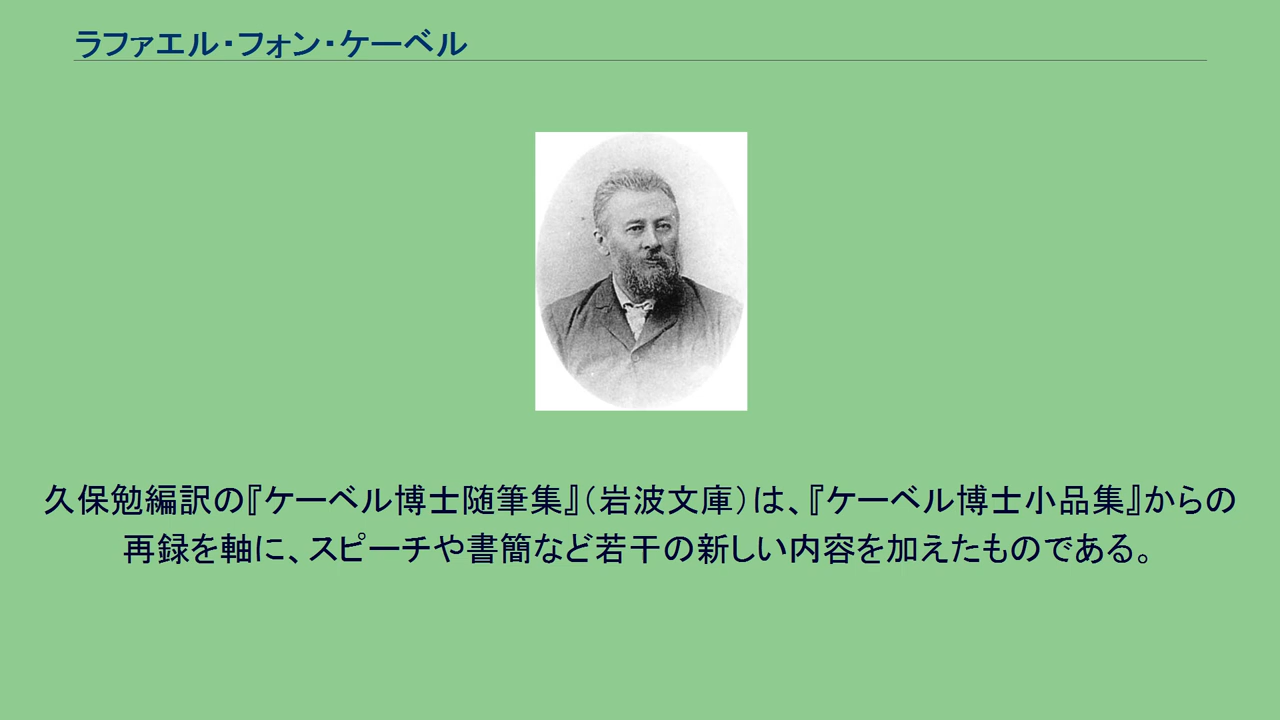 ラファエル・フォン・ケーベル
久保勉編訳の『ケーベル博士随筆集』（岩波文庫）は、『ケーベル博士小品集』からの
再録を軸に、スピーチや書簡など若干の新しい内容を加えたものである。